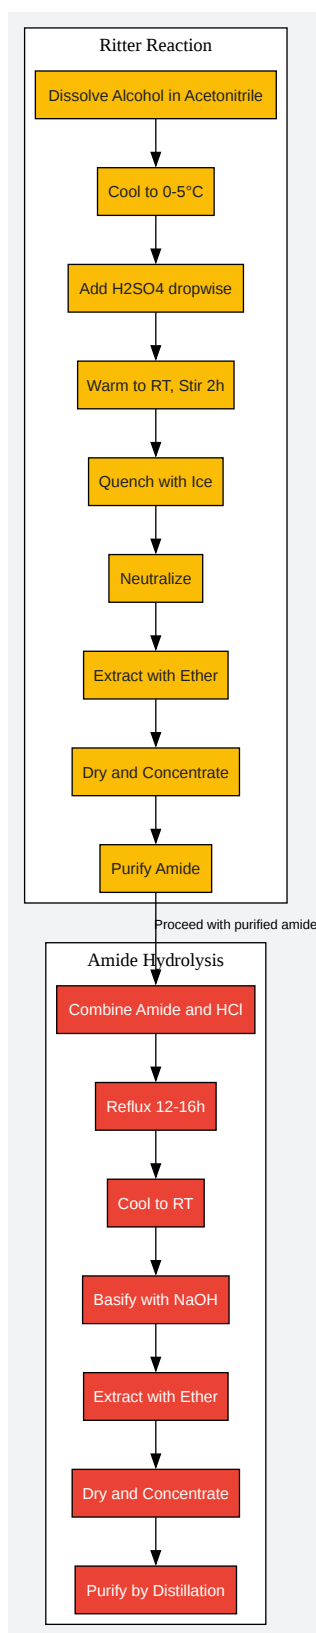 Ritter Reaction
Dissolve Alcohol in Acetonitrile
Cool to 0-5°C
Add H2SO4 dropwise
Warm to RT, Stir 2h
Quench with Ice
Neutralize
Extract with Ether
Dry and Concentrate
Purify Amide
Proceed with purified amide
Amide Hydrolysis
Combine Amide and HCl
Reflux 12-16h
Cool to RT
Basify with NaOH
Extract with Ether
Dry and Concentrate
Purify by Distillation